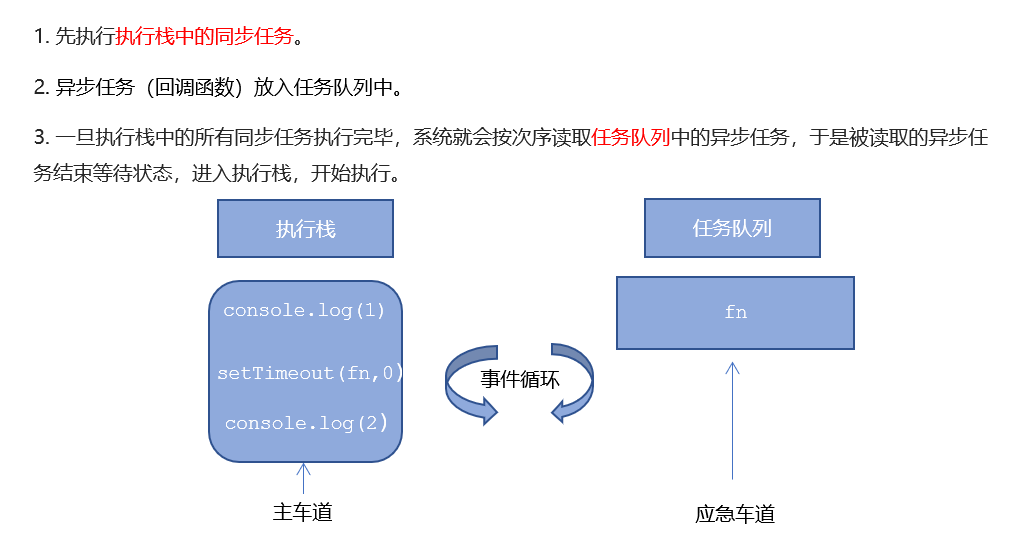 1. 先执行执行栈中的同步任务。
2. 异步任务（回调函数）放入任务队列中。
3. 一旦执行栈中的所有同步任务执行完毕，系统就会按次序读取任务队列中的异步任务，于是被读取的异步任
务结束等待状态，进入执行栈，开始执行。
执行栈
任务队列
console.log(1)
fn
setTimeout(fn,0)
事件循环
console.log(2)
主车道
应急车道